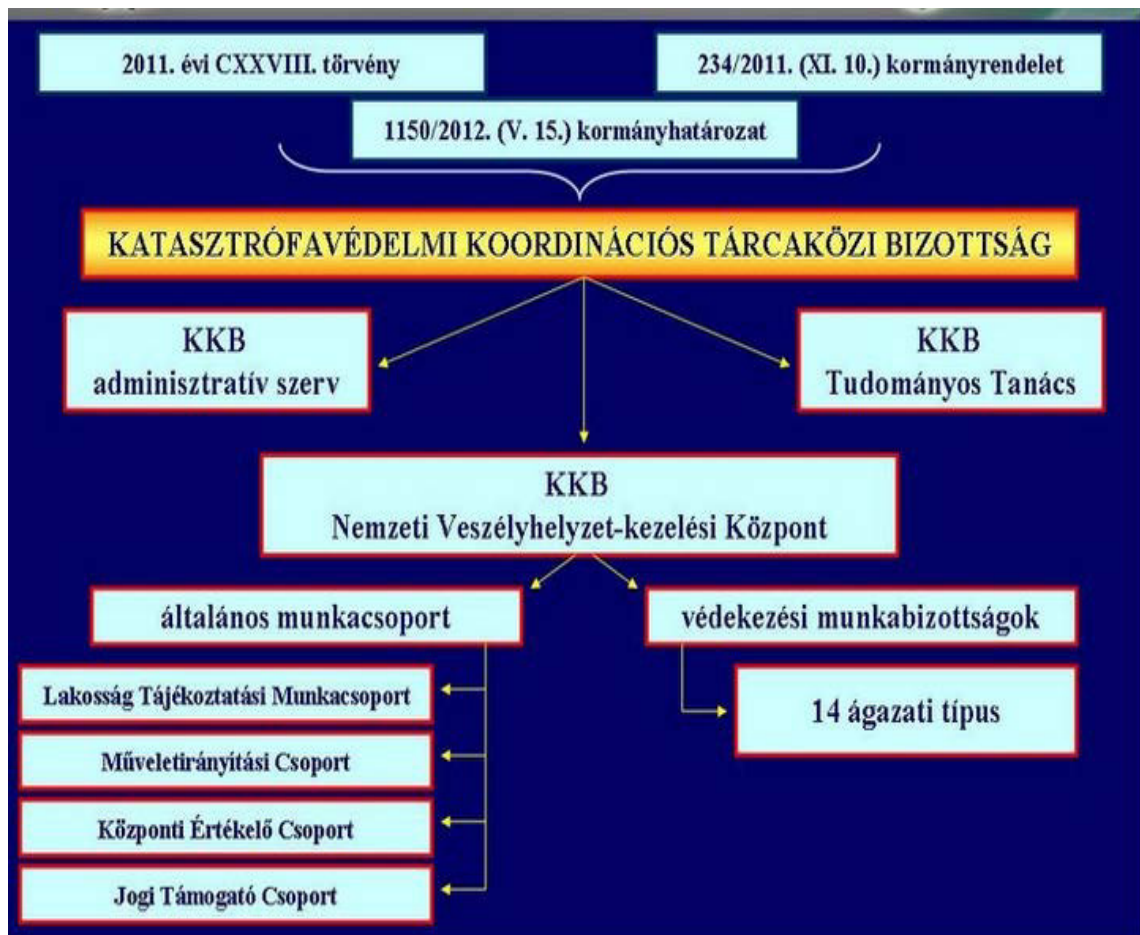 2011. évi CXXVIII. törvény
234/2011. (XI. 10.) kormányrendelet
1150/2012. (V. 15.) kormányhatározat
KATASZTRÓFAVÉDELMI KOORDINÁCIÓS TÁRCAKÖZI BIZOTTSÁG
KKB
adminisztratív szerv
KKB
Tudományos Tanács
KKB
Nemzeti Veszélyhelyzet-kezelési Központ
általános munkacsoport
védekezési munkabizottságok
Lakosság Tájékoztatási Munkacsoport
Műveletirányítási Csoport
Központi Értékelő Csoport
Jogi Támogató Csoport
14 ágazati típus